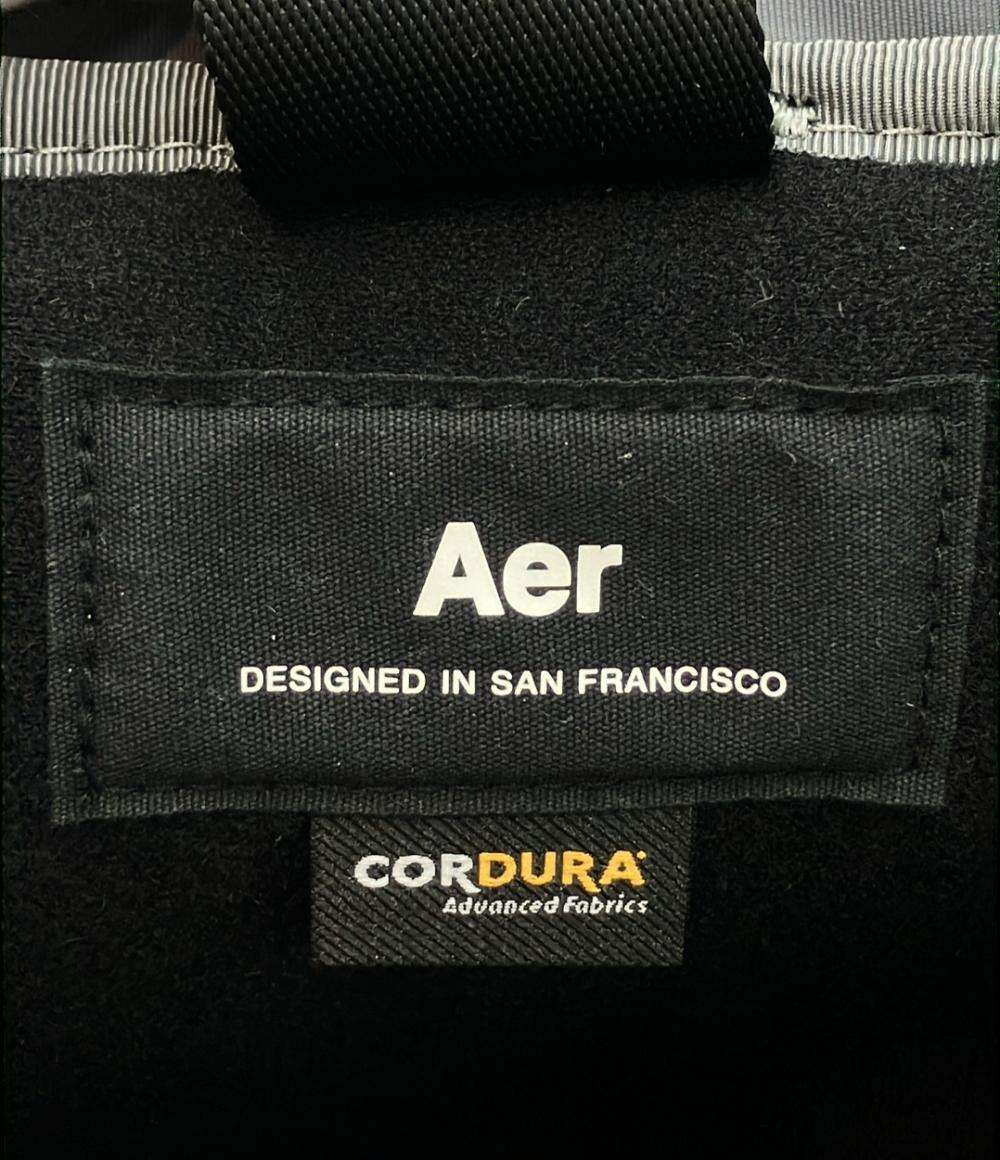 Aer
DESIGNED IN SAN FRANCISCO
CORDURA
Advanced Fabrics